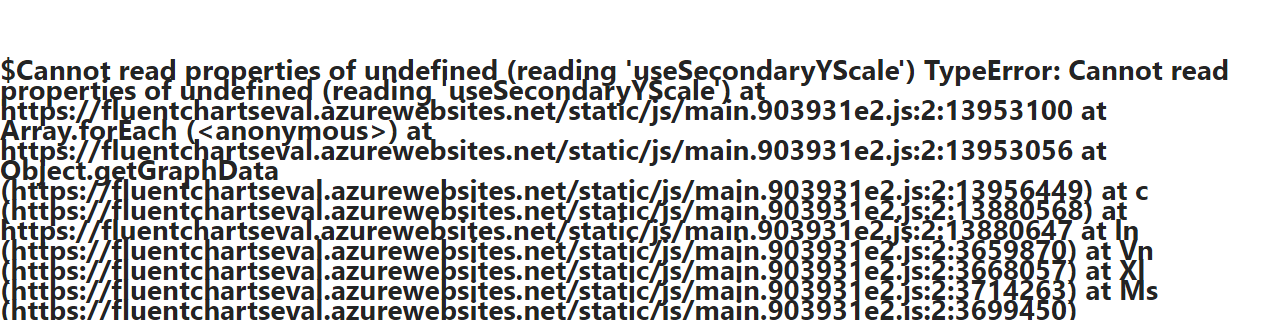 $Cannot read properties of undefined (reading 'useSecondaryYScale') TypeError: Cannot read
properties of undefined (reading 'useSecondaryYScale') at
https://fluentchartseval.azurewebsites.net/static/js/main.903931e2.js:2:13953100 at
Array.forEach (<anonymous>) at
https://fluentchartseval.azurewebsites.net/static/js/main.903931e2.js:2:13953056 at
Object.getGraphData
(https://fluentchartseval.azurewebsites.net/static/js/main.903931e2.js:2:13956449) at c
(https://fluentchartseval.azurewebsites.net/static/js/main.903931e2.js:2:13880568) at
https://fluentchartseval.azurewebsites.net/static/js/main.903931e2.js:2:13880647 at ln
(https://fluentchartseval.azurewebsites.net/static/js/main.903931e2.js:2:3659870) at Vn
(https://fluentchartseval.azurewebsites.net/static/js/main.903931e2.js:2:3668057) at Xl
(https://fluentchartseval.azurewebsites.net/static/js/main.903931e2.js:2:3714263) at Ms
(https://fluentchartseval.azurewebsites.net/static/js/main.903931e2.js:2:3699450)